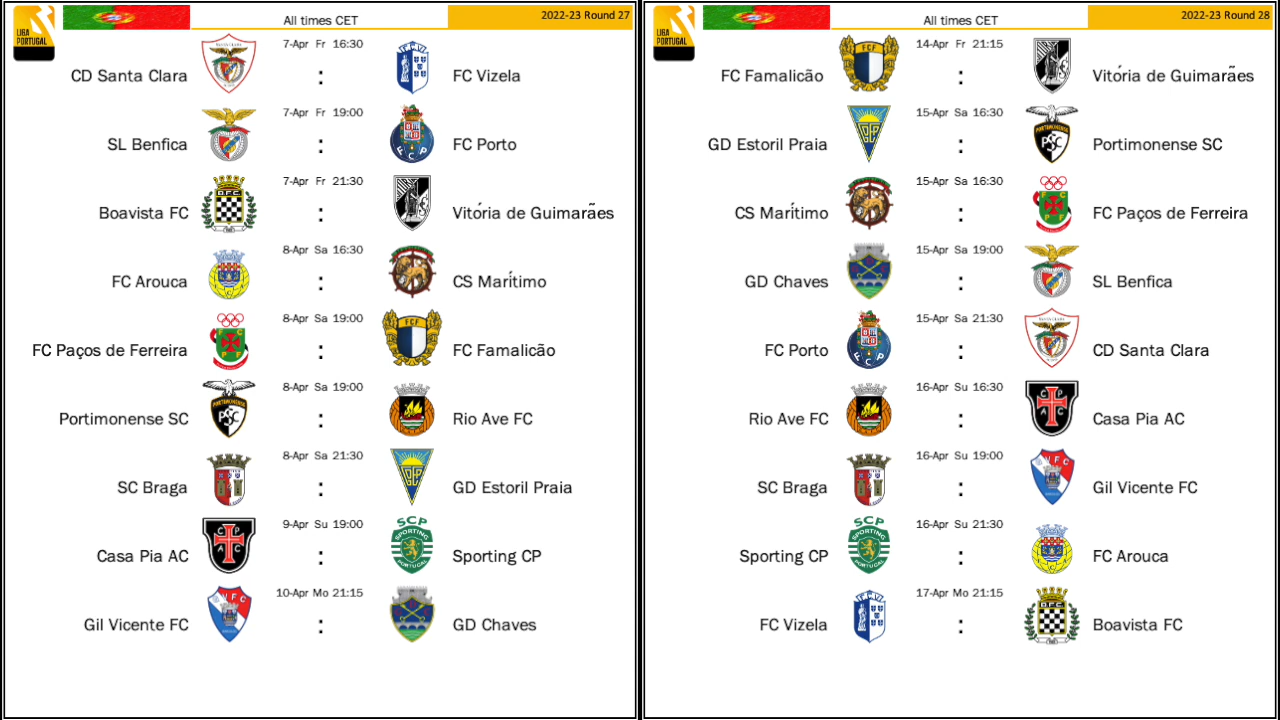 LIGA
PORTUGAL
All times CET
2022-23 Round 27
7-Apr Fr 16:30
CD Santa Clara : FC Vizela
7-Apr Fr 19:00
SL Benfica : FC Porto
7-Apr Fr 21:30
Boavista FC : Vitória de Guimarães
8-Apr Sa 16:30
FC Arouca : CS Marítimo
8-Apr Sa 19:00
FC Paços de Ferreira : FC Famalicão
8-Apr Sa 19:00
Portimonense SC : Rio Ave FC
8-Apr Sa 21:30
SC Braga : GD Estoril Praia
9-Apr Su 19:00
Casa Pia AC : Sporting CP
10-Apr Mo 21:15
Gil Vicente FC : GD Chaves
LIGA
PORTUGAL
All times CET
2022-23 Round 28
14-Apr Fr 21:15
FC Famalicão : Vitória de Guimarães
15-Apr Sa 16:30
GD Estoril Praia : Portimonense SC
15-Apr Sa 16:30
CS Marítimo : FC Paços de Ferreira
15-Apr Sa 19:00
GD Chaves : SL Benfica
15-Apr Sa 21:30
FC Porto : CD Santa Clara
16-Apr Su 16:30
Rio Ave FC : Casa Pia AC
16-Apr Su 19:00
SC Braga : Gil Vicente FC
16-Apr Su 21:30
Sporting CP : FC Arouca
17-Apr Mo 21:15
FC Vizela : Boavista FC